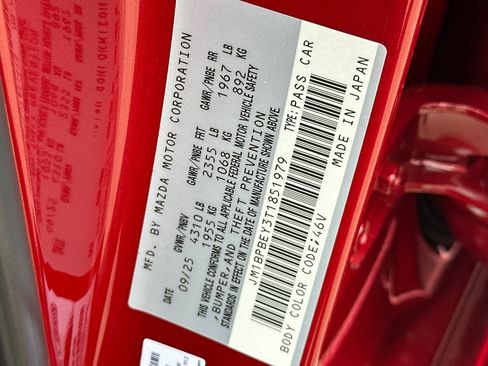 MFD. BY MAZDA MOTOR CORPORATION
DATE GVWR/PNBV GAWR/PNBE FRT GAWR/PNBE RR
09/25 4310 LB 2355 LB 1967 LB
1955 KG 1068 KG 892 KG
THIS VEHICLE CONFORMS TO ALL APPLICABLE FEDERAL MOTOR VEHICLE SAFETY
,BUMPER,AND THEFT PREVENTION
STANDARDS IN EFFECT ON THE DATE OF MANUFACTURE SHOWN ABOVE
JM1BPBEY3T1851979 TYPE:PASS CAR
BODY COLOR CODE:46V MADE IN JAPAN